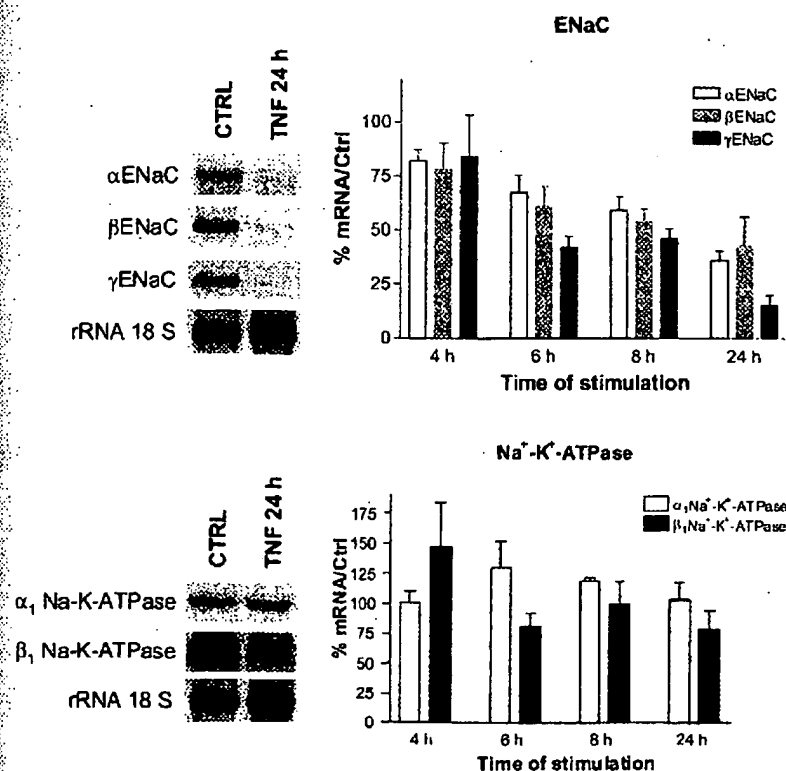 ENaC
CTRL
TNF 24 h
αENaC
βENaC
γENaC
rRNA 18 S
% mRNA/Ctrl
100
75
50
25
0
αENaC
βENaC
γENaC
4 h
6 h
8 h
24 h
Time of stimulation
Na⁺-K⁺-ATPase
CTRL
TNF 24 h
α₁ Na-K-ATPase
β₁ Na-K-ATPase
rRNA 18 S
% mRNA/Ctrl
175
150
125
100
75
50
25
0
α₁Na⁺-K⁺-ATPase
β₁Na⁺-K⁺-ATPase
4 h
6 h
8 h
24 h
Time of stimulation